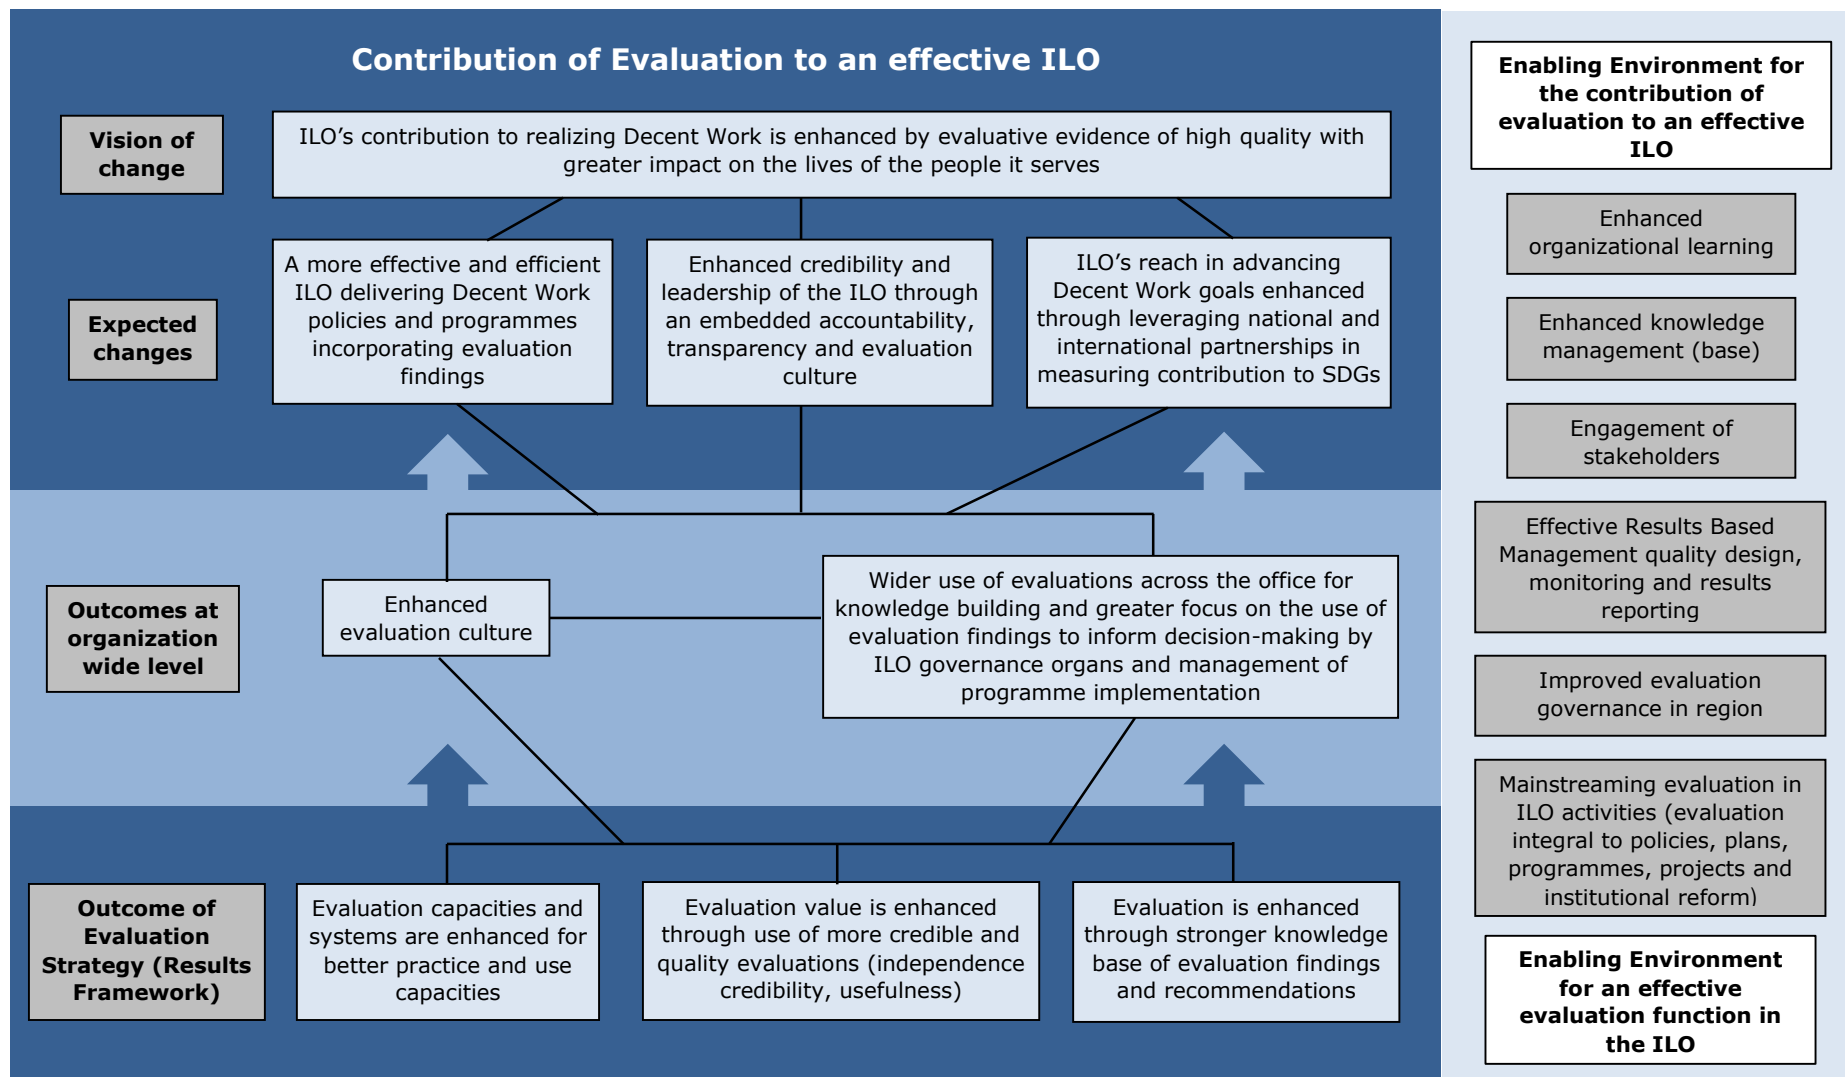 Contribution of Evaluation to an effective ILO
Vision of
change
ILO’s contribution to realizing Decent Work is enhanced by evaluative evidence of high quality with
greater impact on the lives of the people it serves
Expected
changes
A more effective and efficient
ILO delivering Decent Work
policies and programmes
incorporating evaluation
findings
Enhanced credibility and
leadership of the ILO through
an embedded accountability,
transparency and evaluation
culture
ILO’s reach in advancing
Decent Work goals enhanced
through leveraging national and
international partnerships in
measuring contribution to SDGs
Outcomes at
organization
wide level
Enhanced
evaluation culture
Wider use of evaluations across the office for
knowledge building and greater focus on the use of
evaluation findings to inform decision-making by
ILO governance organs and management of
programme implementation
Outcome of
Evaluation
Strategy (Results
Framework)
Evaluation capacities and
systems are enhanced for
better practice and use
capacities
Evaluation value is enhanced
through use of more credible and
quality evaluations (independence
credibility, usefulness)
Evaluation is enhanced
through stronger knowledge
base of evaluation findings
and recommendations
Enabling Environment for
the contribution of
evaluation to an effective
ILO
Enhanced
organizational learning
Enhanced knowledge
management (base)
Engagement of
stakeholders
Effective Results Based
Management quality design,
monitoring and results
reporting
Improved evaluation
governance in region
Mainstreaming evaluation in
ILO activities (evaluation
integral to policies, plans,
programmes, projects and
institutional reform)
Enabling Environment
for an effective
evaluation function in
the ILO